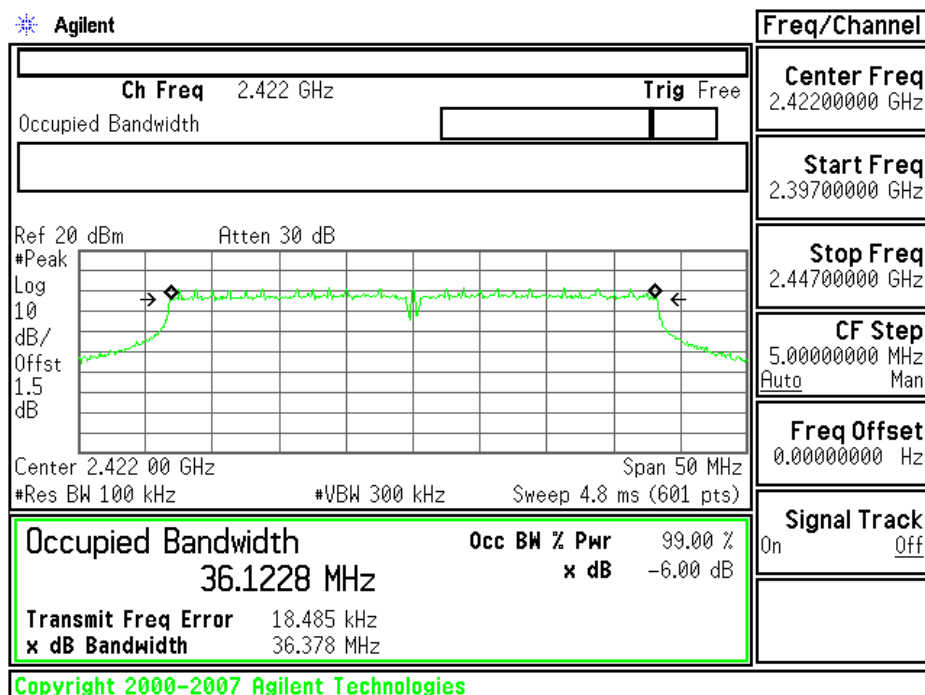 Agilent
Freq/Channel
Ch Freq 2.422 GHz Trig Free
Occupied Bandwidth
Center Freq
2.42200000 GHz
Start Freq
2.39700000 GHz
Stop Freq
2.44700000 GHz
CF Step
5.00000000 MHz
Auto Man
Freq Offset
0.00000000 Hz
Signal Track
On Off
Ref 20 dBm Atten 30 dB
#Peak
Log
10
dB/
Offst
1.5
dB
Center 2.422 00 GHz Span 50 MHz
#Res BW 100 kHz #VBW 300 kHz Sweep 4.8 ms (601 pts)
Occupied Bandwidth Occ BW % Pwr 99.00 %
36.1228 MHz x dB -6.00 dB
Transmit Freq Error 18.485 kHz
x dB Bandwidth 36.378 MHz
Copyright 2000-2007 Agilent Technologies